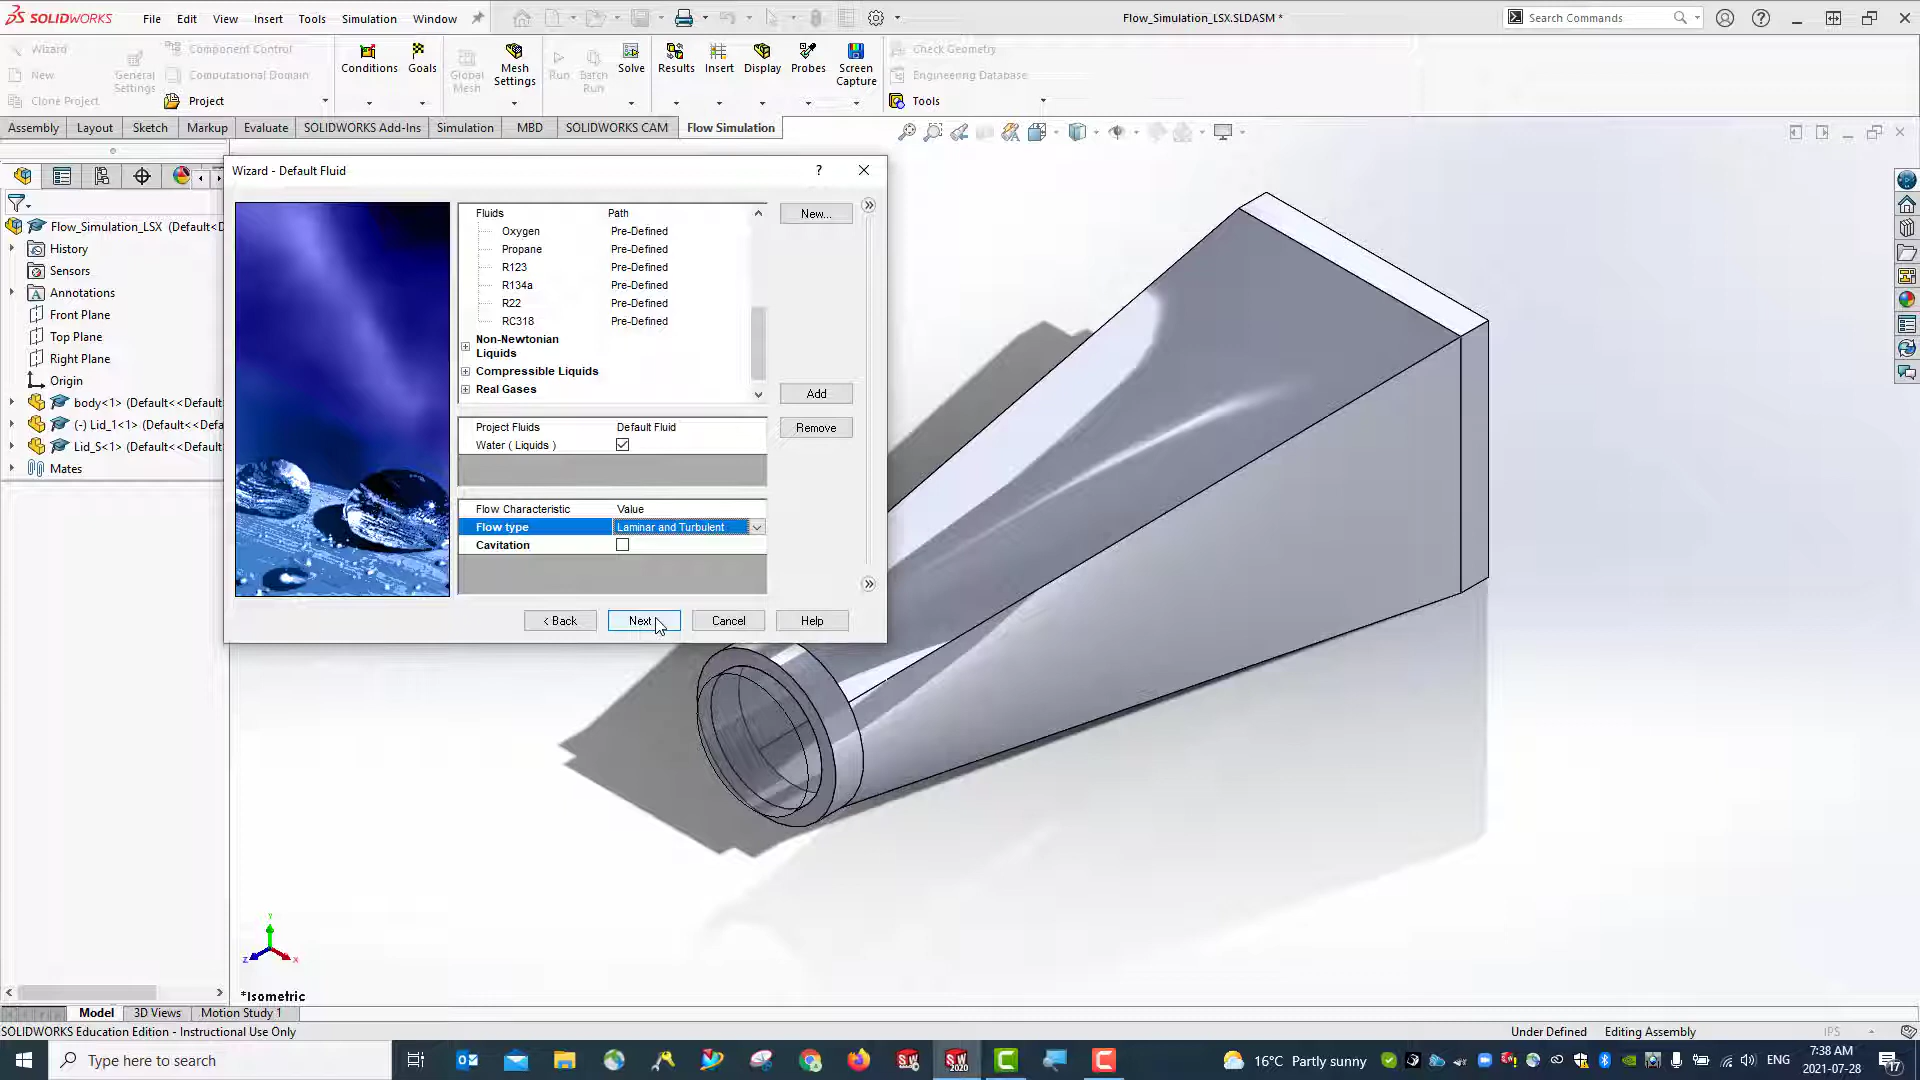 SOLIDWORKS File Edit View Insert Tools Simulation Window Flow_Simulation_LSX.SLDASM * Search Commands
Wizard Component Control Check Geometry
New General Settings Computational Domain Conditions Goals Global Mesh Mesh Settings Run Batch Run Solve Results Insert Display Probes Screen Capture Engineering Database
Clone Project Project Tools
Assembly Layout Sketch Markup Evaluate SOLIDWORKS Add-Ins Simulation MBD SOLIDWORKS CAM Flow Simulation
Wizard - Default Fluid ?
Flow_Simulation_LSX (Default<D
History
Sensors
Annotations
Front Plane
Top Plane
Right Plane
Origin
body<1> (Default<<Default
(-) Lid_1<1> (Default<<Defa
Lid_S<1> (Default<<Default
Mates
Fluids Path New...
Oxygen Pre-Defined
Propane Pre-Defined
R123 Pre-Defined
R134a Pre-Defined
R22 Pre-Defined
RC318 Pre-Defined
Non-Newtonian
Liquids
Compressible Liquids
Real Gases Add
Project Fluids Default Fluid Remove
Water ( Liquids )
Flow Characteristic Value
Flow type Laminar and Turbulent
Cavitation
< Back Next Cancel Help
Y
Z X
*Isometric
Model 3D Views Motion Study 1
SOLIDWORKS Education Edition - Instructional Use Only Under Defined Editing Assembly IPS
Type here to search 16°C Partly sunny ENG 7:38 AM
2021-07-28 17